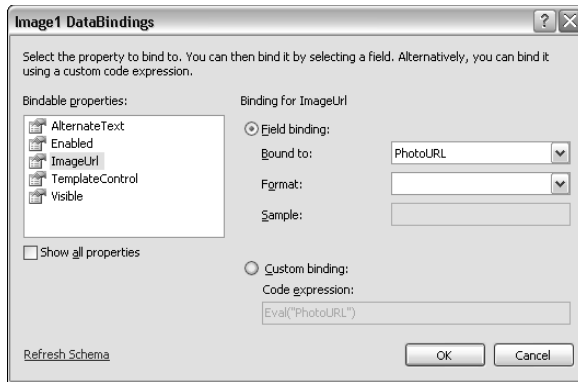 Image1 DataBindings
Select the property to bind to. You can then bind it by selecting a field. Alternatively, you can bind it
using a custom code expression.
Bindable properties:
AlternateText
Enabled
ImageUrl
TemplateControl
Visible
Show all properties
Binding for ImageUrl
Field binding:
Bound to: PhotoURL
Format:
Sample:
Custom binding:
Code expression:
Eval("PhotoURL")
Refresh Schema
OK Cancel